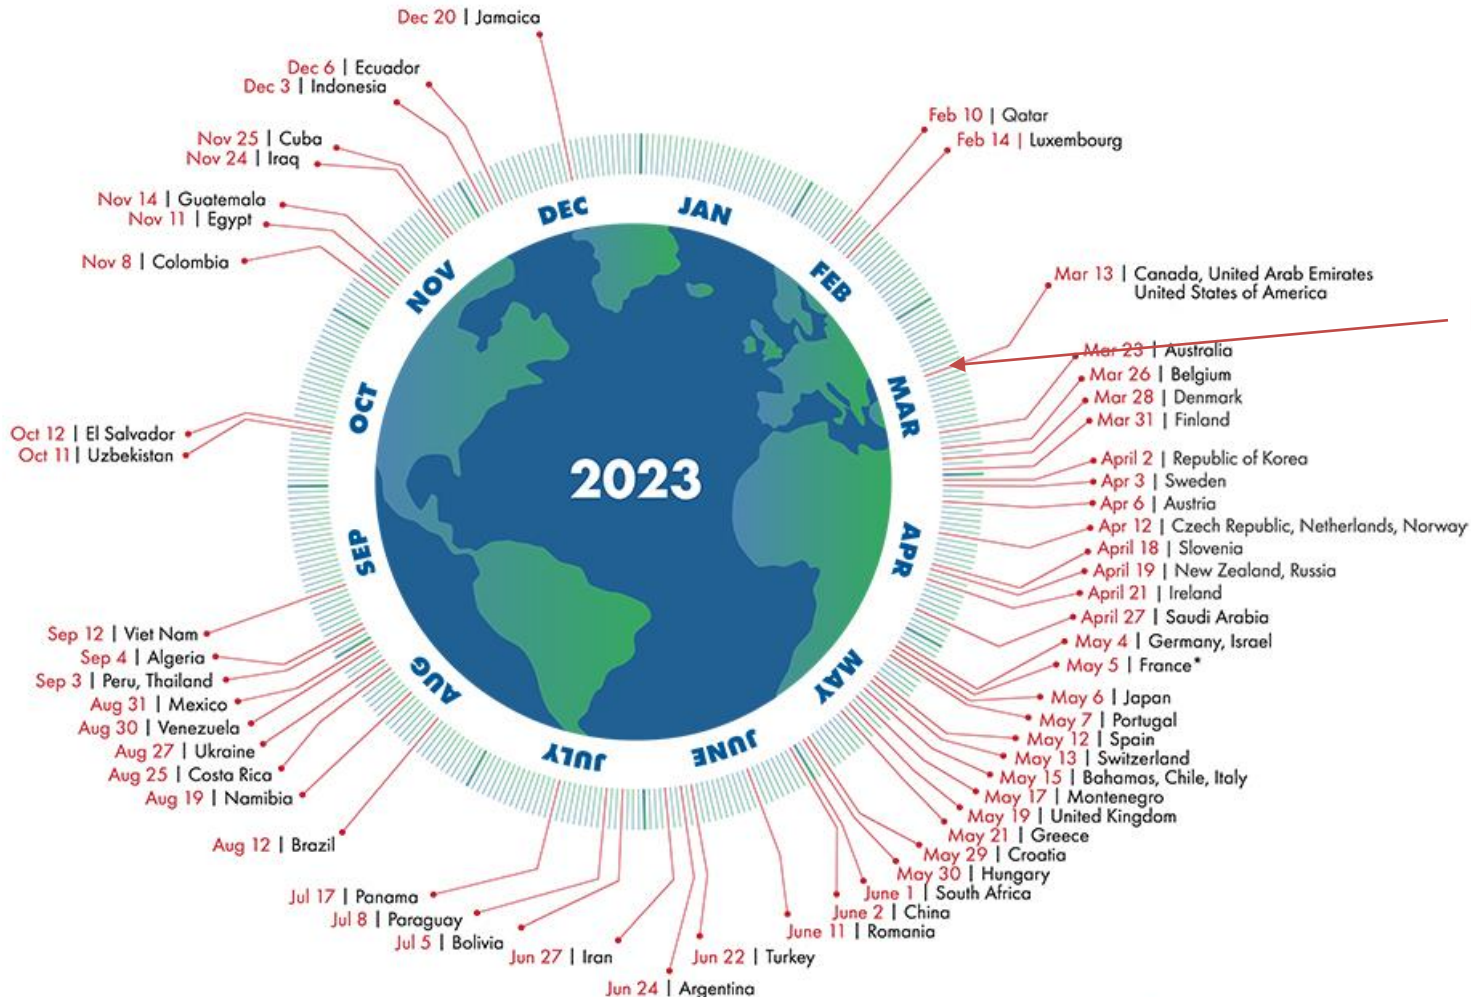 Dec 20 | Jamaica
Dec 6 | Ecuador
Dec 3 | Indonesia
Nov 25 | Cuba
Nov 24 | Iraq
Nov 14 | Guatemala
Nov 11 | Egypt
Nov 8 | Colombia
Oct 12 | El Salvador
Oct 11 | Uzbekistan
Sep 12 | Viet Nam
Sep 4 | Algeria
Sep 3 | Peru, Thailand
Aug 31 | Mexico
Aug 30 | Venezuela
Aug 27 | Ukraine
Aug 25 | Costa Rica
Aug 19 | Namibia
Aug 12 | Brazil
Jul 17 | Panama
Jul 8 | Paraguay
Jul 5 | Bolivia
Jun 27 | Iran
Jun 24 | Argentina
Jun 22 | Turkey
Feb 10 | Qatar
Feb 14 | Luxembourg
Mar 13 | Canada, United Arab Emirates
United States of America
Mar 23 | Australia
Mar 26 | Belgium
Mar 28 | Denmark
Mar 31 | Finland
April 2 | Republic of Korea
Apr 3 | Sweden
Apr 6 | Austria
Apr 12 | Czech Republic, Netherlands, Norway
April 18 | Slovenia
April 19 | New Zealand, Russia
April 21 | Ireland
April 27 | Saudi Arabia
May 4 | Germany, Israel
May 5 | France*
May 6 | Japan
May 7 | Portugal
May 12 | Spain
May 13 | Switzerland
May 15 | Bahamas, Chile, Italy
May 17 | Montenegro
May 19 | United Kingdom
May 21 | Greece
May 29 | Croatia
May 30 | Hungary
June 1 | South Africa
June 2 | China
June 11 | Romania
JAN
FEB
MAR
APR
MAY
JUNE
JULY
AUG
SEP
OCT
NOV
DEC
2023